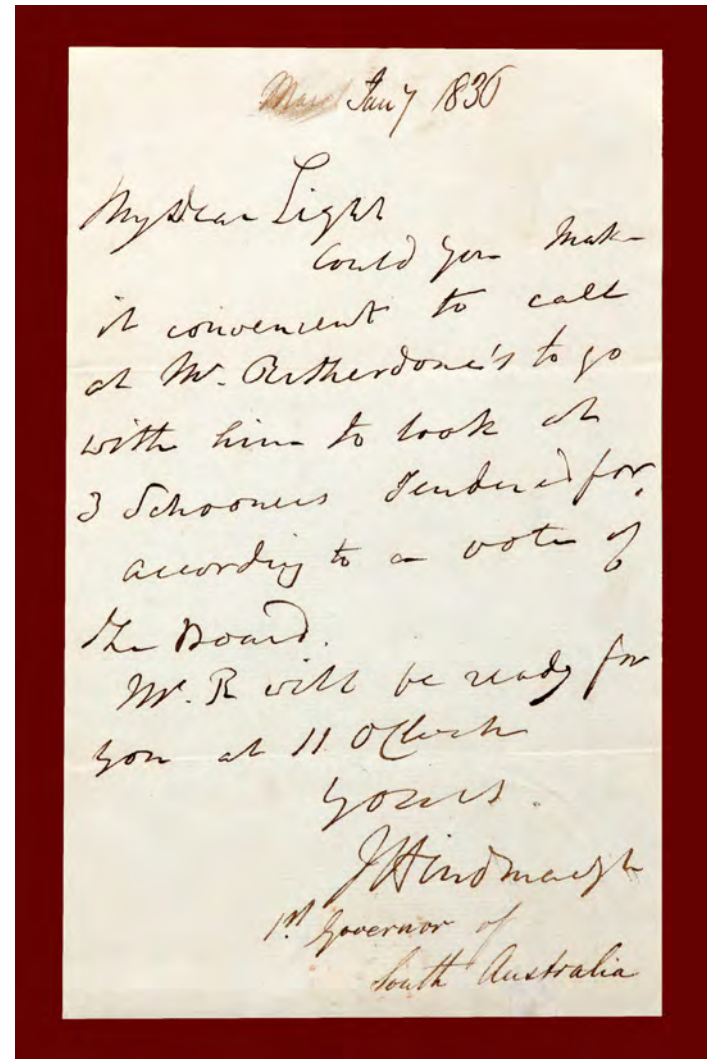 Jany 1836
My dear Light
Could you make
it convenient to call
at Mr. Rutherdone's to go
with him to look at
3 Schooners tendered for,
according to a vote of
the Board.
Mr. R will be ready for
you at 11 O'Clock
Yours.
J Hindmarsh
1st Governor of
South Australia